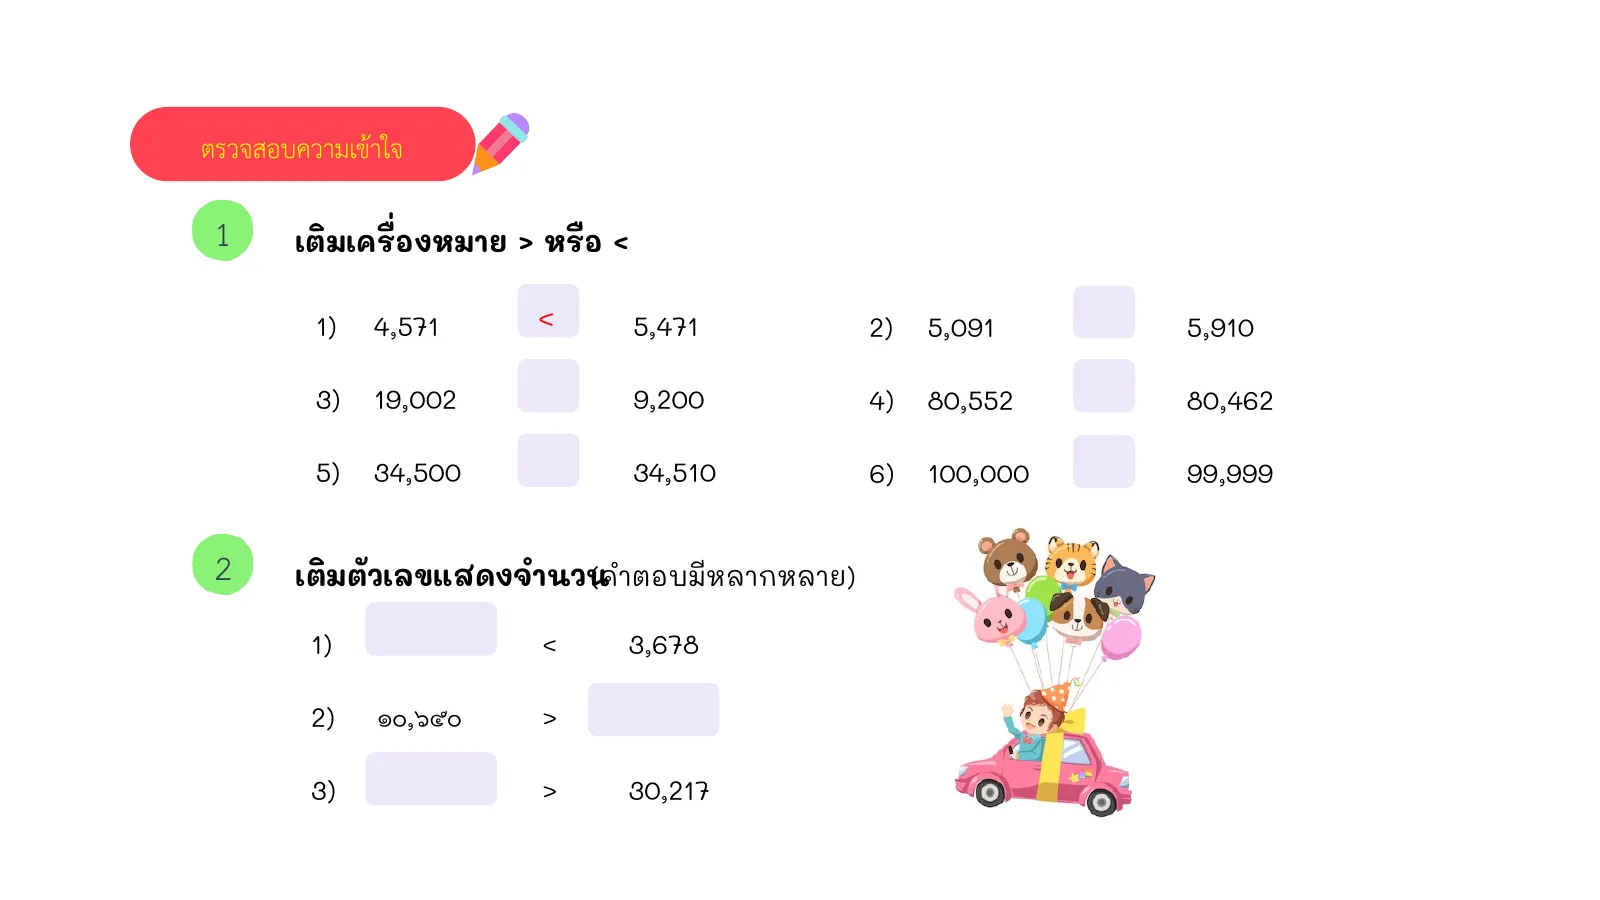 ตรวจสอบความเข้าใจ
1 เติมเครื่องหมาย > หรือ <
1) 4,571 < 5,471 2) 5,091 5,910
3) 19,002 9,200 4) 80,552 80,462
5) 34,500 34,510 6) 100,000 99,999
2 เติมตัวเลขแสดงจำนวน (คำตอบมีหลากหลาย)
1) < 3,678
2) ๑๐,๖๕๐ >
3) > 30,217